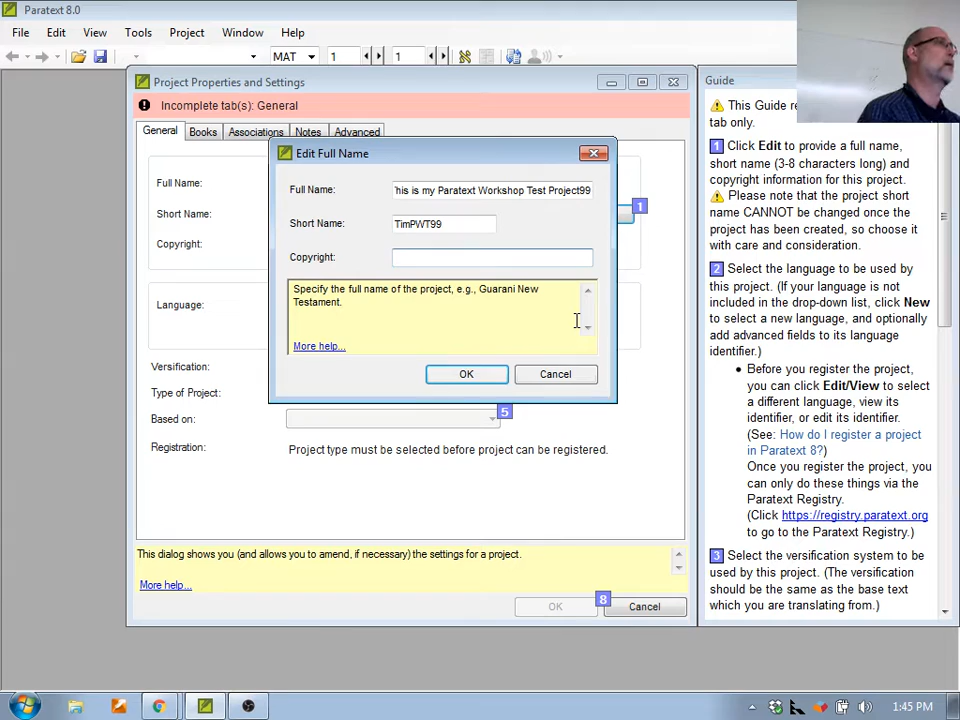 Paratext 8.0
File Edit View Tools Project Window Help
MAT 1 1
Project Properties and Settings
Incomplete tab(s): General
General Books Associations Notes Advanced
Full Name:
Short Name:
Copyright:
Language:
Versification:
Type of Project:
Based on:
5
Registration:
Project type must be selected before project can be registered.
1
Edit Full Name
Full Name: his is my Paratext Workshop Test Project99
Short Name: TimPWT99
Copyright:
Specify the full name of the project, e.g., Guarani New
Testament.
More help...
OK Cancel
This dialog shows you (and allows you to amend, if necessary) the settings for a project.
More help...
OK 8 Cancel
Guide
This Guide re
tab only.
1 Click Edit to provide a full name,
short name (3-8 characters long) and
copyright information for this project.
Please note that the project short
name CANNOT be changed once the
project has been created, so choose it
with care and consideration.
2 Select the language to be used by
this project. (If your language is not
included in the drop-down list, click New
to select a new language, and optionally
add advanced fields to its language
identifier.)
• Before you register the project,
you can click Edit/View to select
a different language, view its
identifier, or edit its identifier.
(See: How do I register a project
in Paratext 8?)
Once you register the project, you
can only do these things via the
Paratext Registry.
(Click https://registry.paratext.org
to go to the Paratext Registry.)
3 Select the versification system to be
used by this project. (The versification
should be the same as the base text
which you are translating from.)
1:45 PM